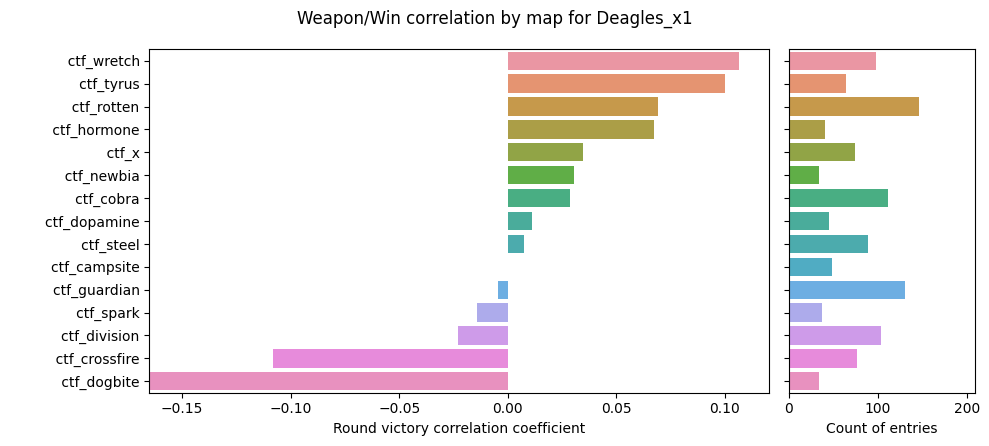 Weapon/Win correlation by map for Deagles_x1
ctf_wretch
ctf_tyrus
ctf_rotten
ctf_hormone
ctf_x
ctf_newbia
ctf_cobra
ctf_dopamine
ctf_steel
ctf_campsite
ctf_guardian
ctf_spark
ctf_division
ctf_crossfire
ctf_dogbite
−0.15 −0.10 −0.05 0.00 0.05 0.10
0 100 200
Round victory correlation coefficient
Count of entries